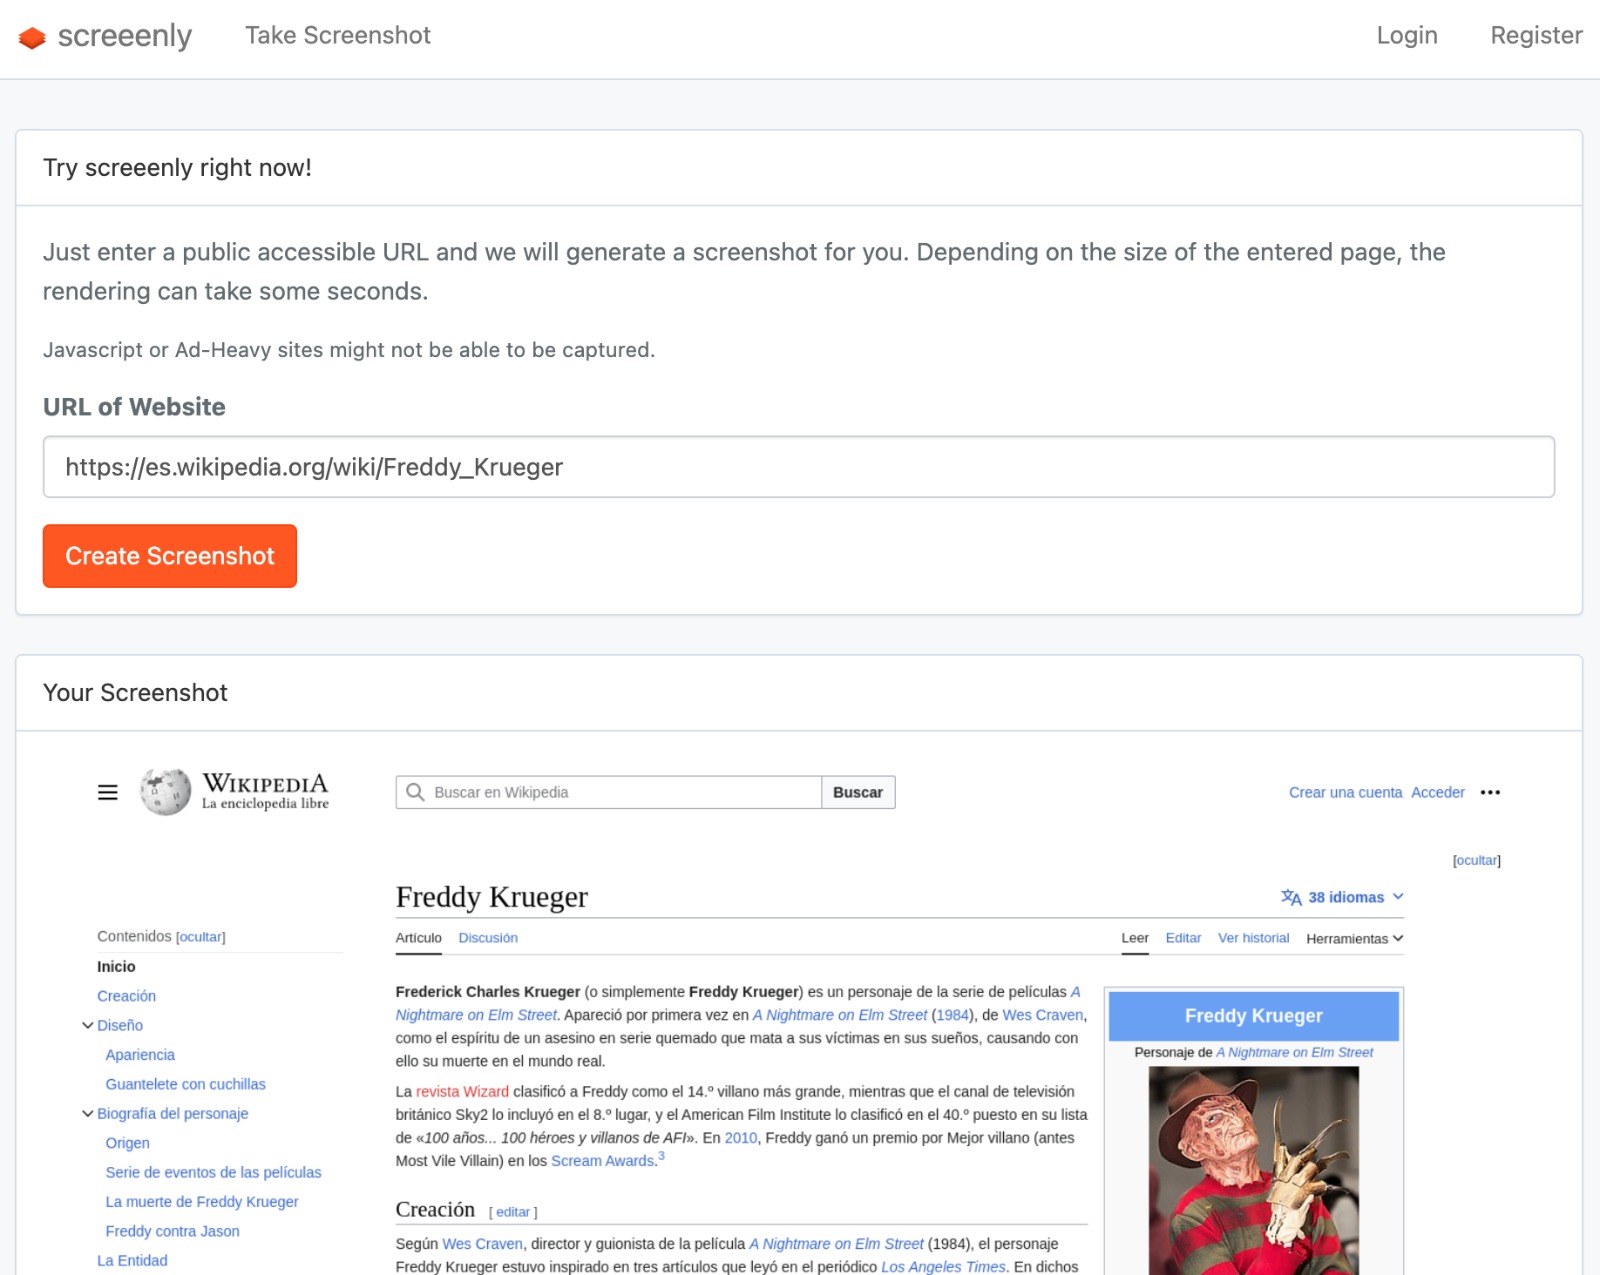 screeenly
Take Screenshot
Login
Register
Try screeenly right now!
Just enter a public accessible URL and we will generate a screenshot for you. Depending on the size of the entered page, the
rendering can take some seconds.
Javascript or Ad-Heavy sites might not be able to be captured.
URL of Website
https://es.wikipedia.org/wiki/Freddy_Krueger
Create Screenshot
Your Screenshot
WIKIPEDIA
La enciclopedia libre
Buscar en Wikipedia
Buscar
Crear una cuenta Acceder
[ocultar]
Freddy Krueger
38 idiomas
Contenidos [ocultar]
Inicio
Creación
Diseño
Apariencia
Guantelete con cuchillas
Biografía del personaje
Origen
Serie de eventos de las películas
La muerte de Freddy Krueger
Freddy contra Jason
La Entidad
Artículo Discusión
Leer Editar Ver historial Herramientas
Frederick Charles Krueger (o simplemente Freddy Krueger) es un personaje de la serie de películas A
Nightmare on Elm Street. Apareció por primera vez en A Nightmare on Elm Street (1984), de Wes Craven,
como el espíritu de un asesino en serie quemado que mata a sus víctimas en sus sueños, causando con
ello su muerte en el mundo real.
La revista Wizard clasificó a Freddy como el 14.º villano más grande, mientras que el canal de televisión
británico Sky2 lo incluyó en el 8.º lugar, y el American Film Institute lo clasificó en el 40.º puesto en su lista
de «100 años... 100 héroes y villanos de AFI». En 2010, Freddy ganó un premio por Mejor villano (antes
Most Vile Villain) en los Scream Awards.3
Creación [ editar ]
Según Wes Craven, director y guionista de la película A Nightmare on Elm Street (1984), el personaje
Freddy Krueger estuvo inspirado en tres artículos que leyó en el periódico Los Angeles Times. En dichos
Freddy Krueger
Personaje de A Nightmare on Elm Street